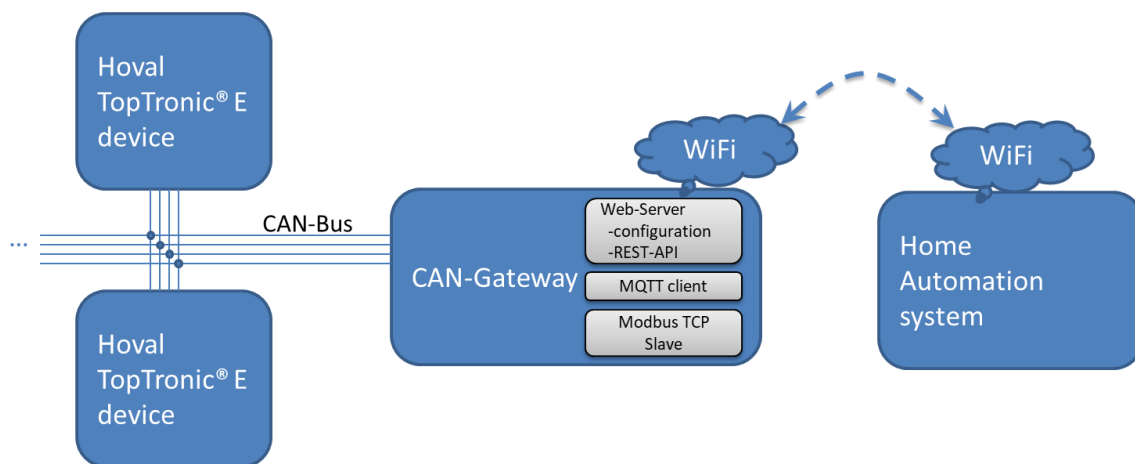 Hoval
TopTronic® E
device
WiFi
WiFi
CAN-Bus
...
CAN-Gateway
Web-Server
-configuration
-REST-API
MQTT client
Modbus TCP
Slave
Home
Automation
system
Hoval
TopTronic® E
device